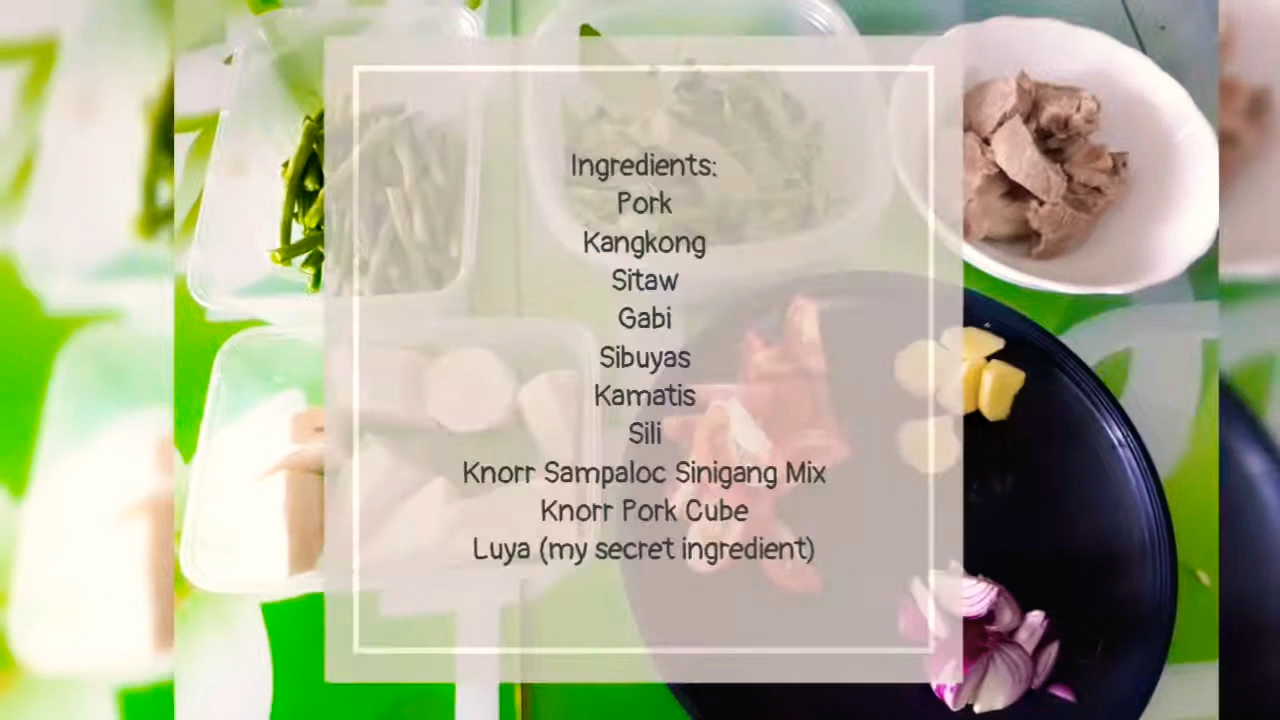 Ingredients:
Pork
Kangkong
Sitaw
Gabi
Sibuyas
Kamatis
Sili
Knorr Sampaloc Sinigang Mix
Knorr Pork Cube
Luya (my secret ingredient)